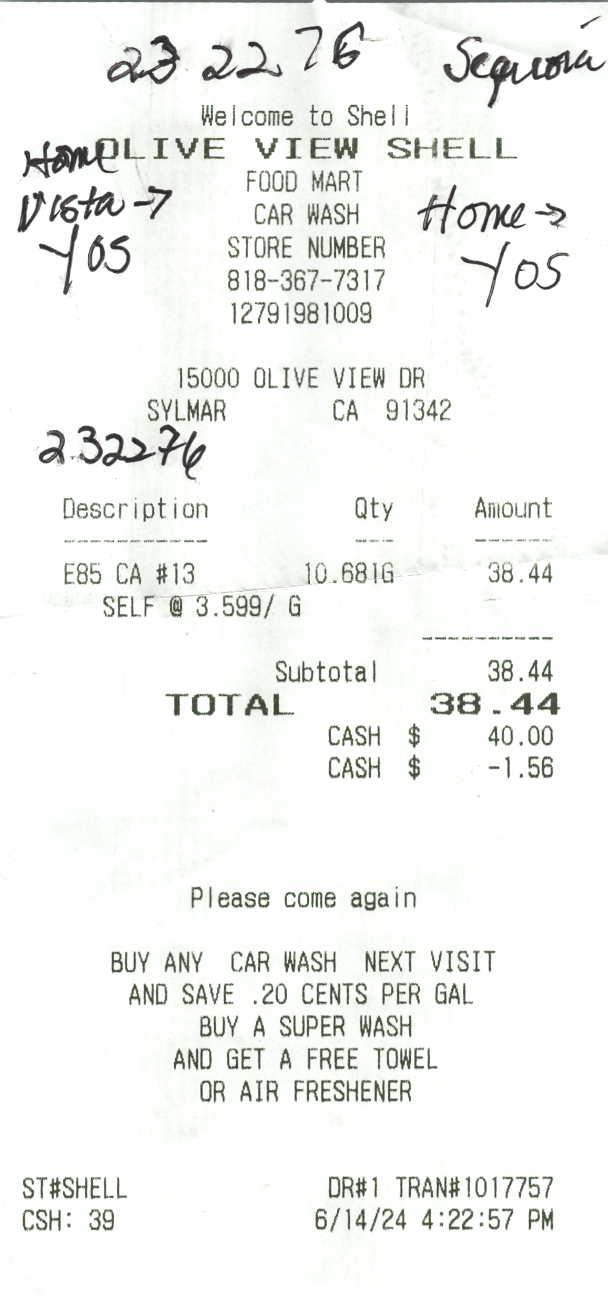 23 22,76 Sequoia
Welcome to Shell
OLIVE VIEW SHELL
Home
Vista →
YOS
FOOD MART
CAR WASH
Home →
YOS
STORE NUMBER
818-367-7317
12791981009
15000 OLIVE VIEW DR
SYLMAR CA 91342
232276
Description Qty Amount
E85 CA #13 10.681G 38.44
SELF @ 3.599/ G
Subtotal 38.44
TOTAL 38.44
CASH $ 40.00
CASH $ -1.56
Please come again
BUY ANY CAR WASH NEXT VISIT
AND SAVE .20 CENTS PER GAL
BUY A SUPER WASH
AND GET A FREE TOWEL
OR AIR FRESHENER
ST#SHELL DR#1 TRAN#1017757
CSH: 39 6/14/24 4:22:57 PM